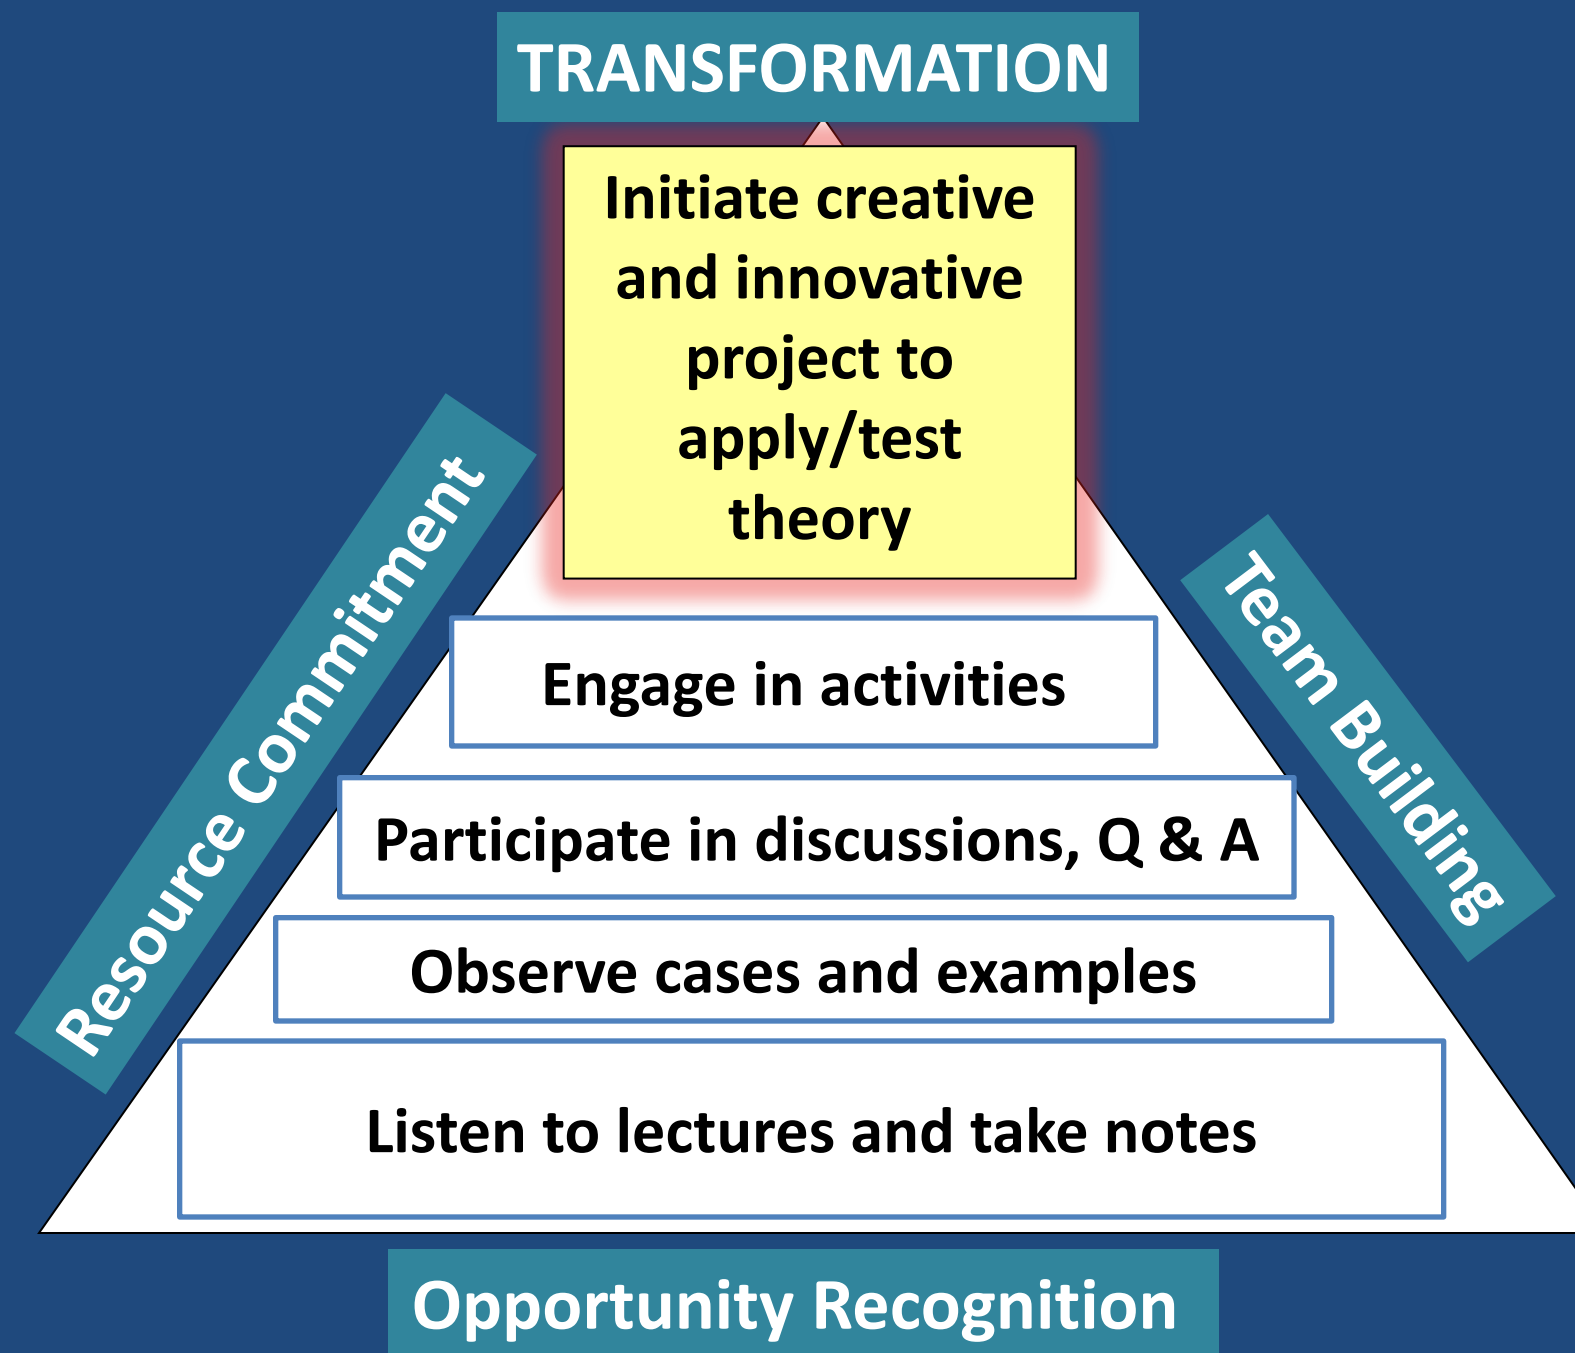 TRANSFORMATION
Initiate creative
and innovative
project to
apply/test
theory
Resource Commitment
Team Building
Engage in activities
Participate in discussions, Q & A
Observe cases and examples
Listen to lectures and take notes
Opportunity Recognition